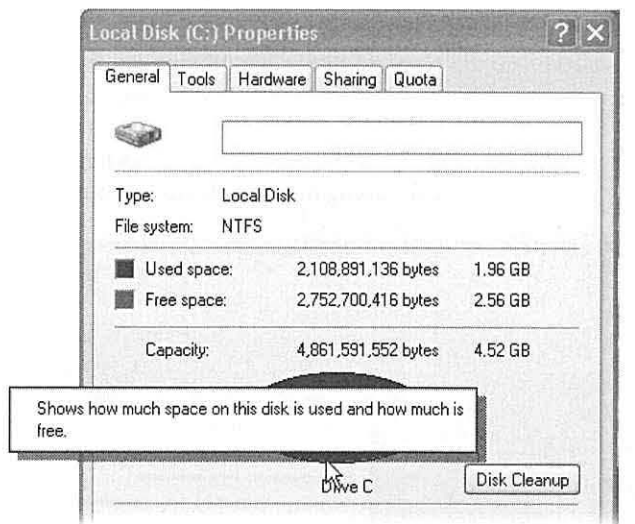 Local Disk (C:) Properties
General Tools Hardware Sharing Quota
Type: Local Disk
File system: NTFS
Used space: 2,108,891,136 bytes 1.96 GB
Free space: 2,752,700,416 bytes 2.56 GB
Capacity: 4,861,591,552 bytes 4.52 GB
Shows how much space on this disk is used and how much is
free.
Drive C
Disk Cleanup